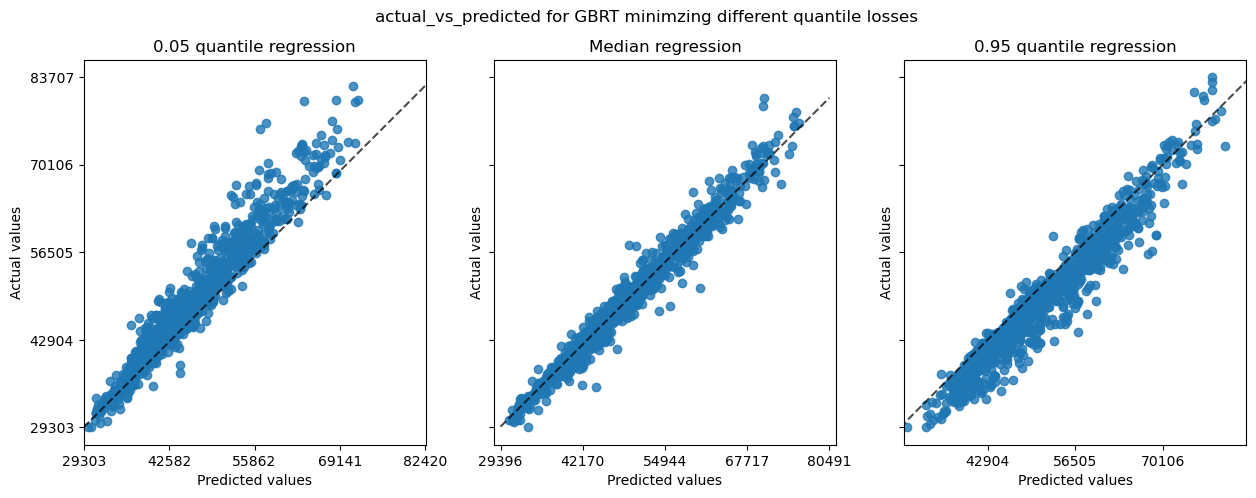 actual_vs_predicted for GBRT minimzing different quantile losses
0.05 quantile regression
Median regression
0.95 quantile regression
83707
70106
56505
42904
29303
Actual values
29303 42582 55862 69141 82420
Predicted values
Actual values
29396 42170 54944 67717 80491
Predicted values
Actual values
42904 56505 70106
Predicted values